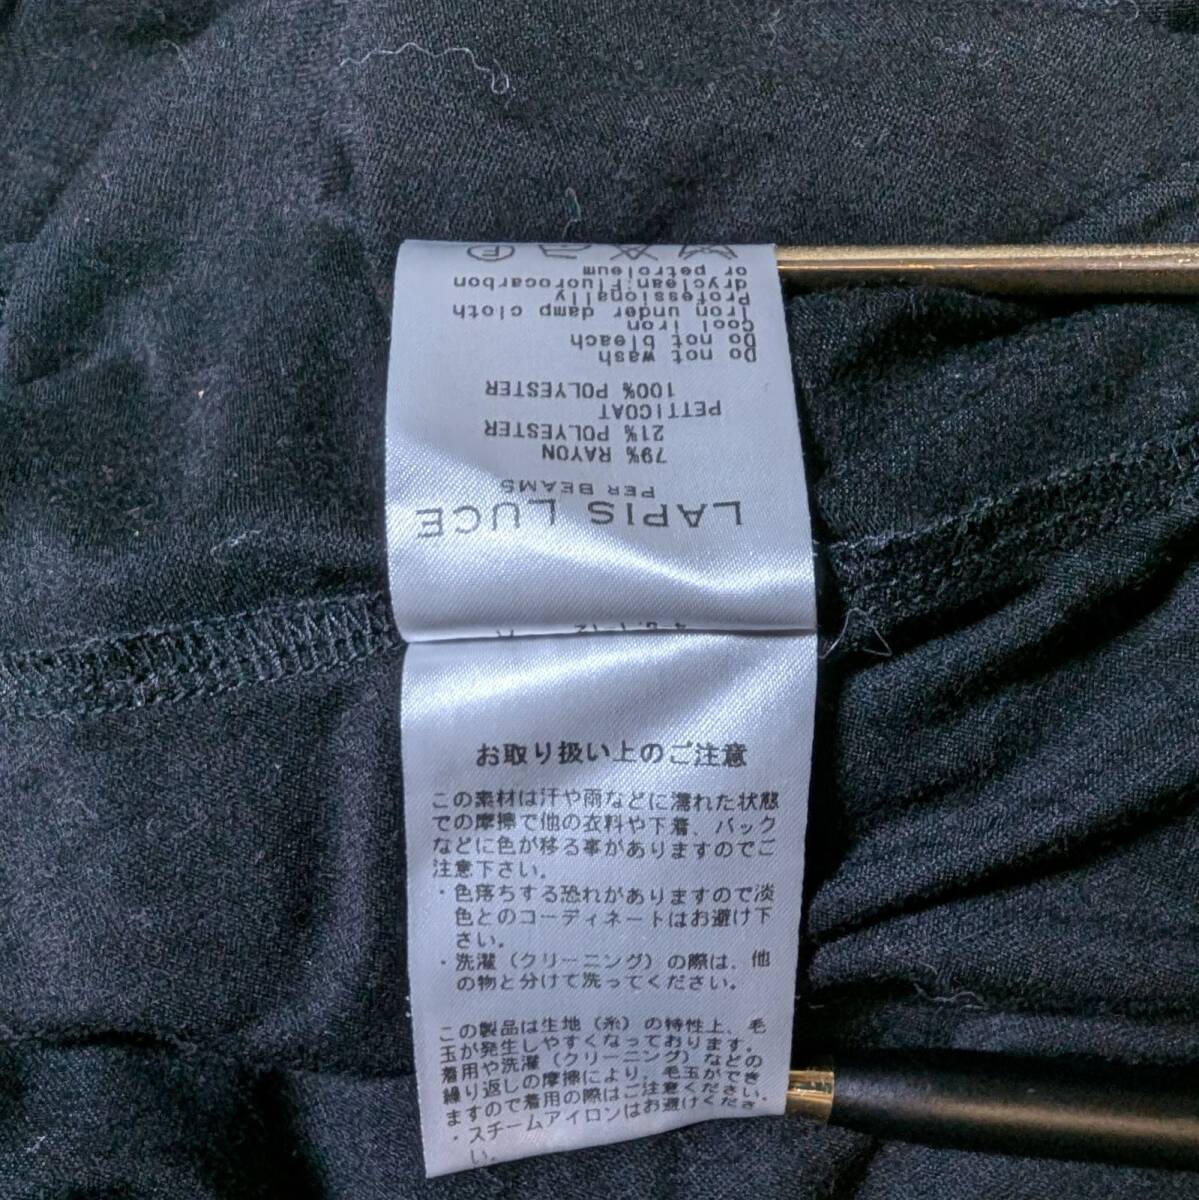 LAPIS LUCE
PER BEAMS
79% RAYON
21% POLYESTER
PETTICOAT
100% POLYESTER
Do not wash
Do not bleach
Cool iron
Iron under damp cloth
Professionally
dryclean:Fluorocarbon
or petroleum
F
お取り扱い上のご注意
この素材は汗や雨などに濡れた状態
での摩擦で他の衣料や下着、バック
などに色が移る事がありますのでご
注意下さい。
・色落ちする恐れがありますので淡
色とのコーディネートはお避け下
さい。
・洗濯（クリーニング）の際は、他
の物と分けて洗ってください。
この製品は生地（糸）の特性上、毛
玉が発生しやすくなっております。
着用や洗濯（クリーニング）などの
繰り返しの摩擦により、毛玉ができ
ますので着用の際はご注意ください。
・スチームアイロンはお避けくださ
い。